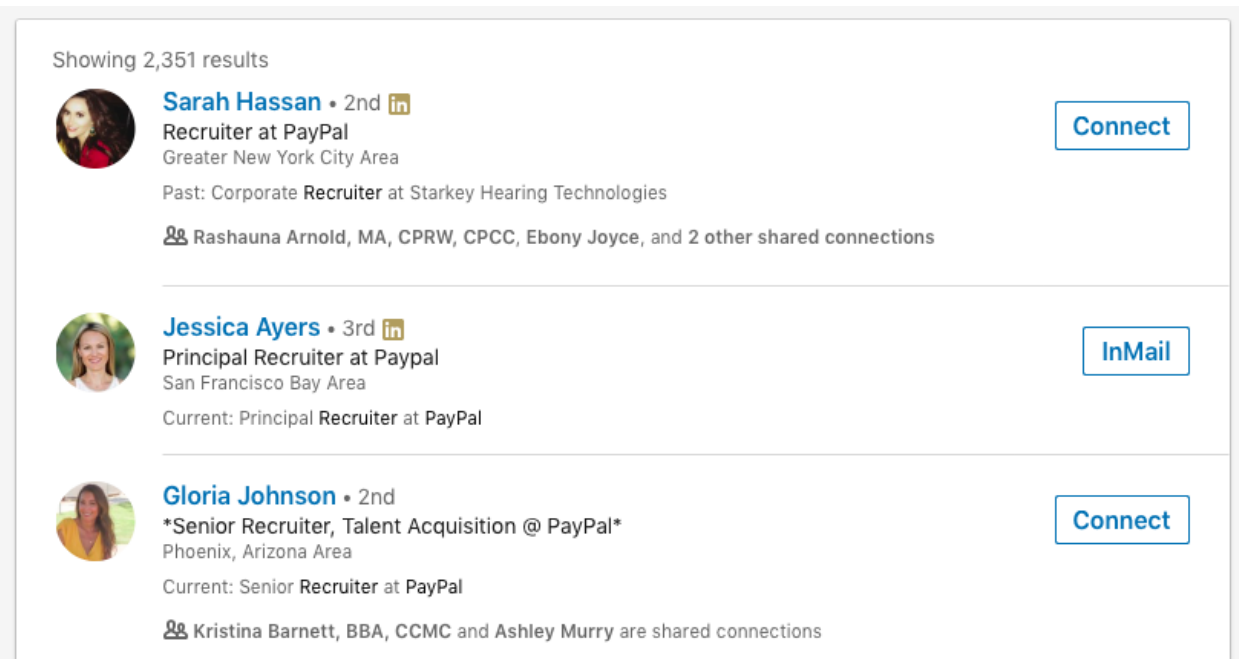 Showing 2,351 results
Sarah Hassan • 2nd in
Recruiter at PayPal
Connect
Greater New York City Area
Past: Corporate Recruiter at Starkey Hearing Technologies
Rashauna Arnold, MA, CPRW, CPCC, Ebony Joyce, and 2 other shared connections
Jessica Ayers • 3rd in
Principal Recruiter at Paypal
InMail
San Francisco Bay Area
Current: Principal Recruiter at PayPal
Gloria Johnson • 2nd
*Senior Recruiter, Talent Acquisition @ PayPal*
Connect
Phoenix, Arizona Area
Current: Senior Recruiter at PayPal
Kristina Barnett, BBA, CCMC and Ashley Murry are shared connections